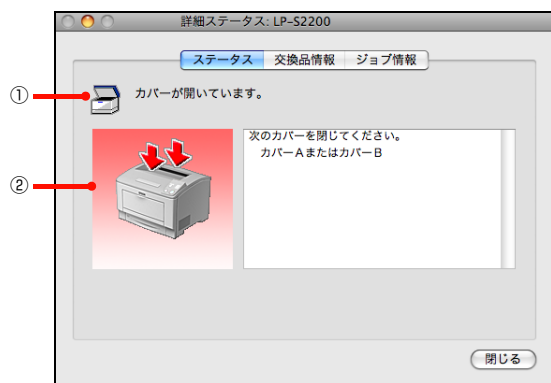 詳細ステータス: LP-S2200
ステータス 交換品情報 ジョブ情報
① カバーが開いています。
② 次のカバーを閉じてください。
カバーAまたはカバーB
閉じる